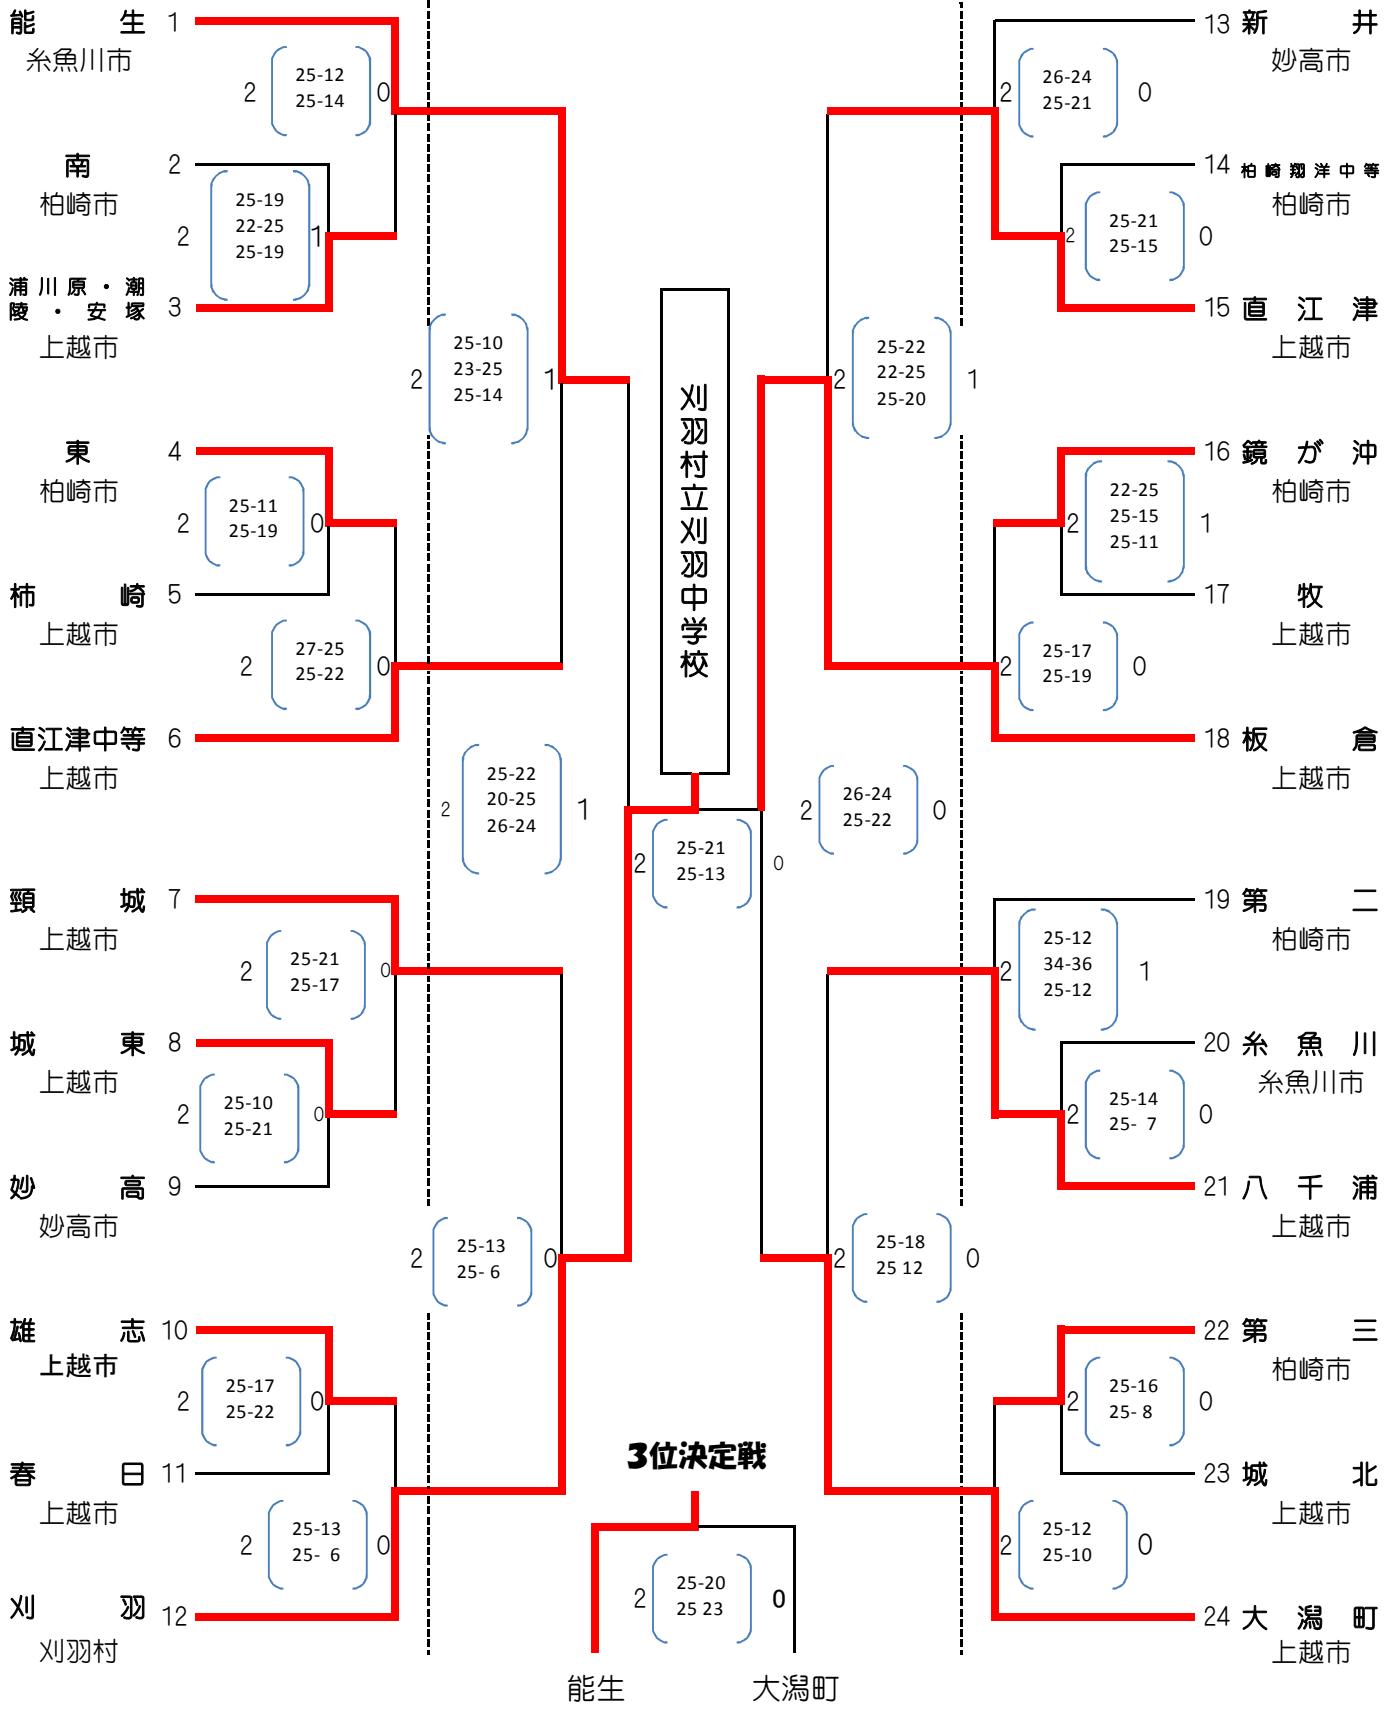 能生 1
糸魚川市
2 25-12 0
25-14
南 2
柏崎市
2 25-19 1
22-25
25-19
浦川原・潮
陵・安塚 3
上越市
東 4
柏崎市
2 25-11 0
25-19
柿崎 5
上越市
2 27-25 0
25-22
直江津中等 6
上越市
2 25-10 1
23-25
25-14
頸城 7
上越市
2 25-21 0
25-17
城東 8
上越市
2 25-10 0
25-21
妙高 9
妙高市
雄志 10
上越市
2 25-17 0
25-22
春日 11
上越市
2 25-13 0
25- 6
刈羽 12
刈羽村
2 25-13 0
25- 6
2 25-22 1
20-25
26-24
刈羽村立刈羽中学校
2 25-21 0
25-13
2 26-24 0
25-22
2 25-22 1
22-25
25-20
2 25-18 0
25 12
13 新井
妙高市
2 26-24 0
25-21
14 柏崎翔洋中等
柏崎市
2 25-21 0
25-15
15 直江津
上越市
16 鏡が沖
柏崎市
2 22-25 1
25-15
25-11
17 牧
上越市
2 25-17 0
25-19
18 板倉
上越市
19 第二
柏崎市
2 25-12 1
34-36
25-12
20 糸魚川
糸魚川市
2 25-14 0
25- 7
21 八千浦
上越市
22 第三
柏崎市
2 25-16 0
25- 8
23 城北
上越市
2 25-12 0
25-10
24 大潟町
上越市
3位決定戦
2 25-20 0
25 23
能生 大潟町